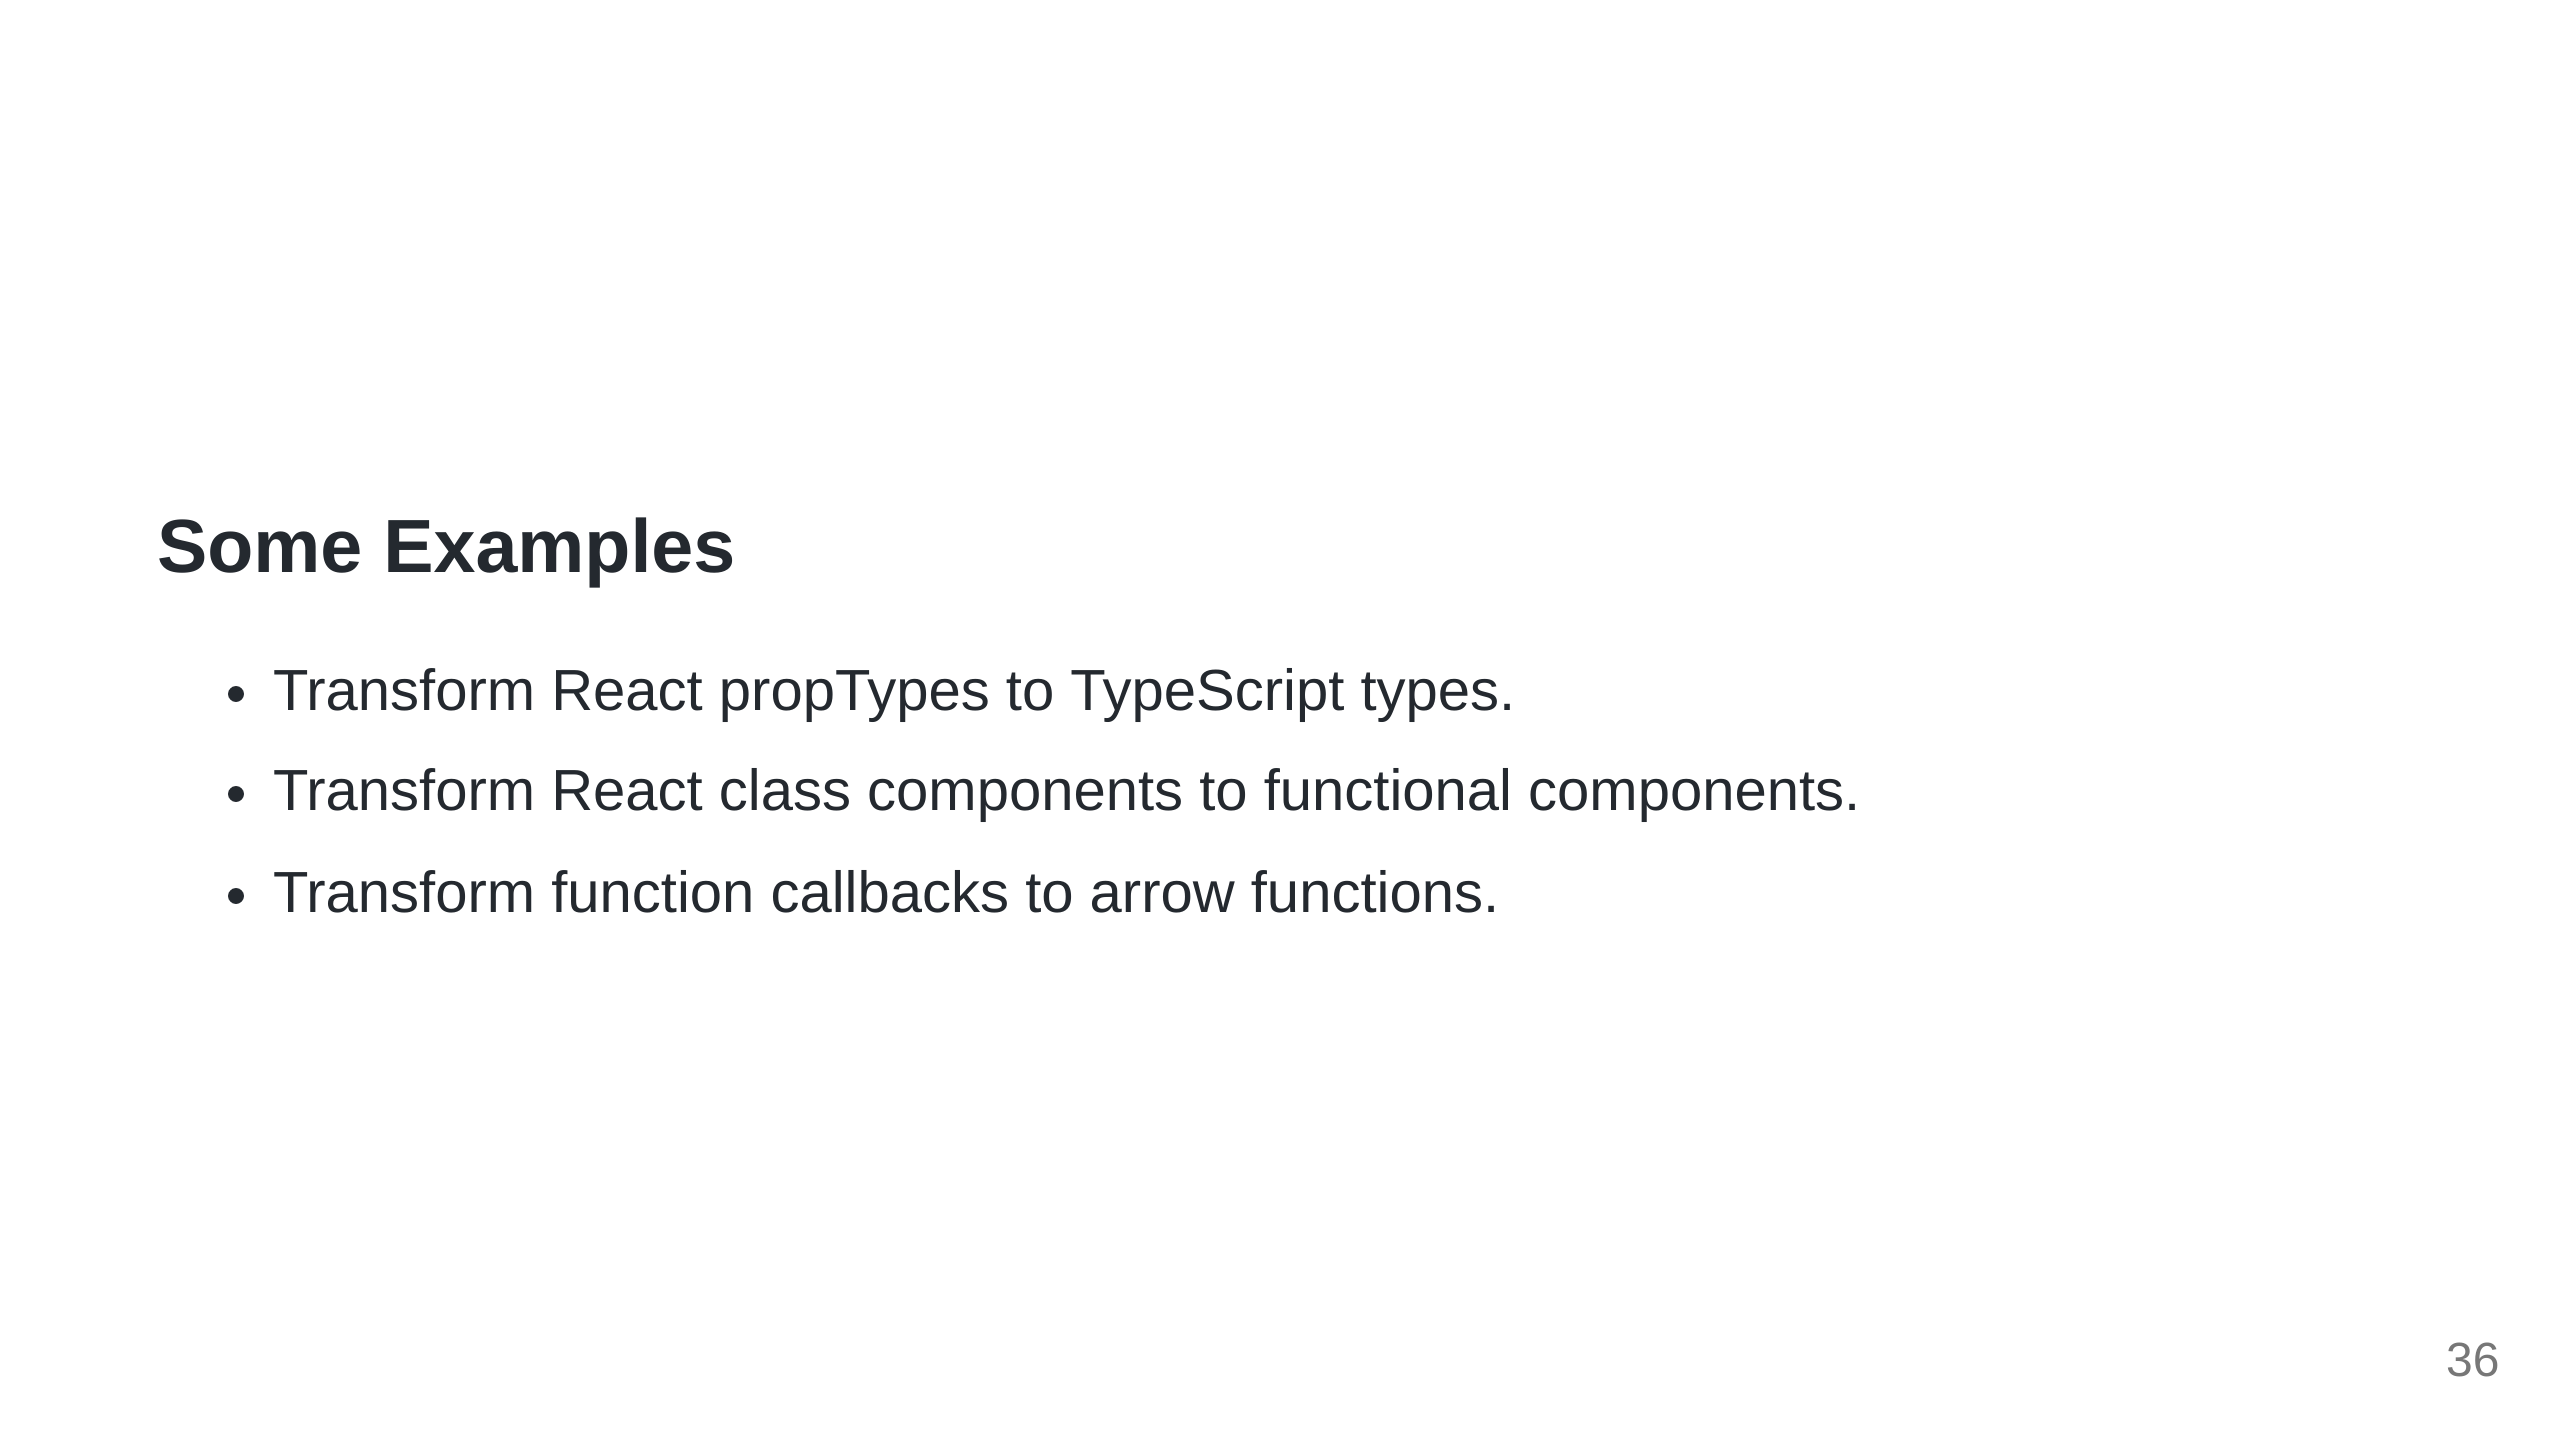 Some Examples
• Transform React propTypes to TypeScript types.
• Transform React class components to functional components.
• Transform function callbacks to arrow functions.
36